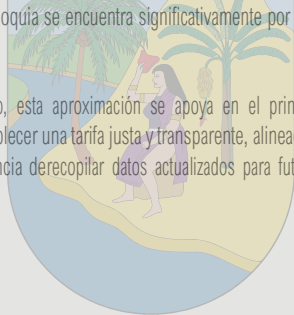 oquia se encuentra significativamente por
, esta aproximación se apoya en el prin
lecer una tarifa justa y transparente, alinea
ncia derecopilar datos actualizados para fut